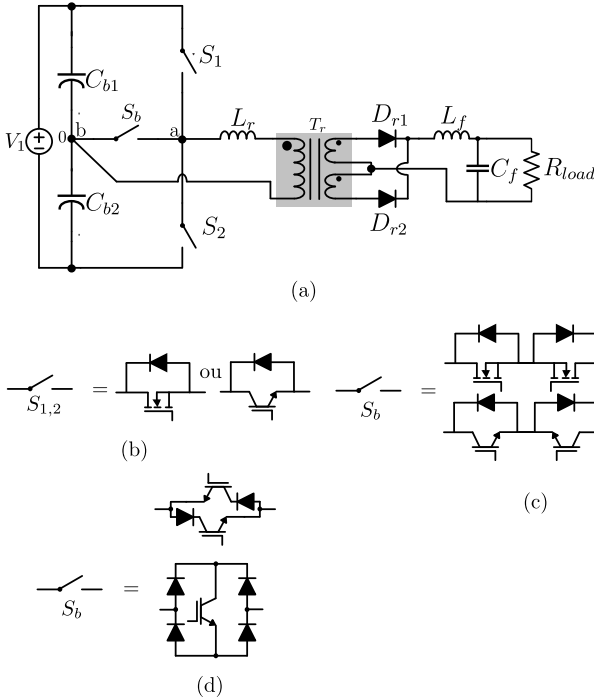 S1
Cb1
Sb
Lr
Tr
Dr1
Lf
V1
0 b
a
Cf
Rload
Cb2
S2
Dr2
(a)
S1,2
=
ou
Sb
=
(b)
(c)
Sb
=
(d)